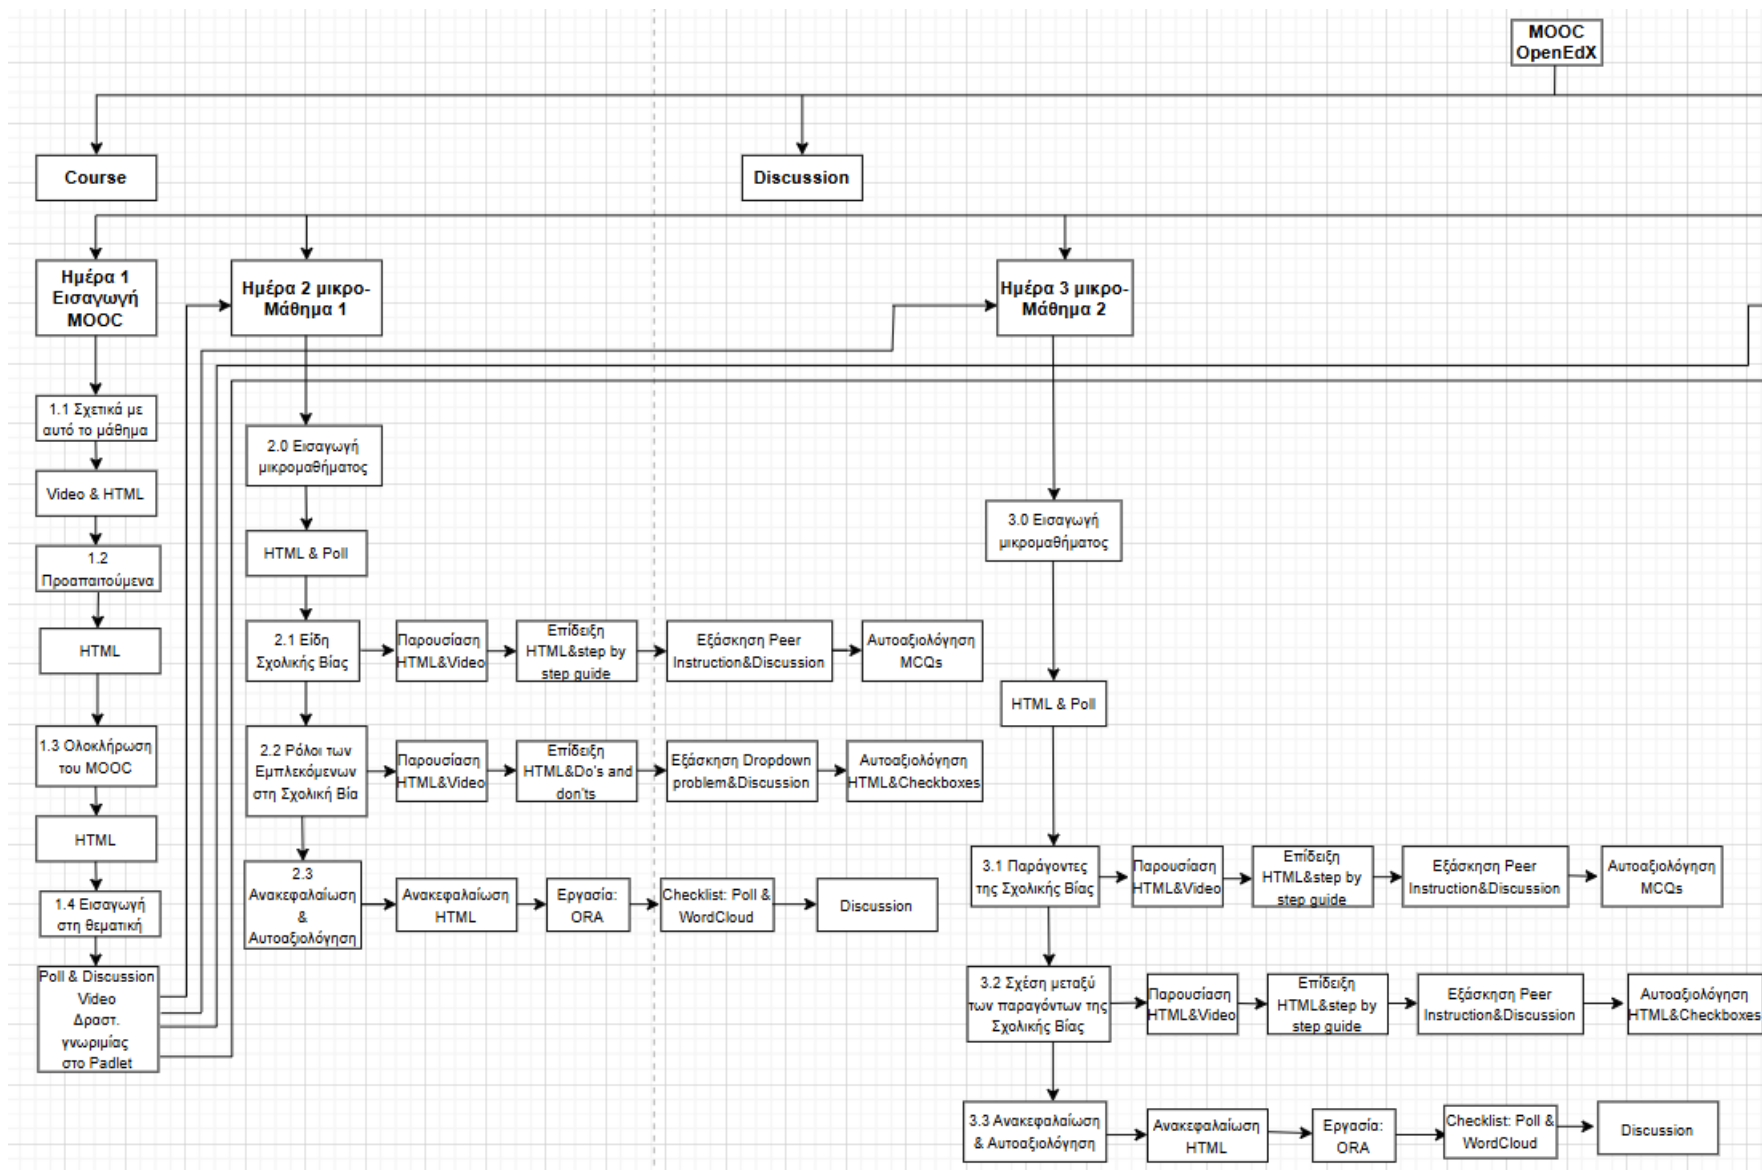 MOOC
OpenEdX
Course
Discussion
Ημέρα 1
Εισαγωγή
MOOC
Ημέρα 2 μικρο-
Μάθημα 1
Ημέρα 3 μικρο-
Μάθημα 2
1.1 Σχετικά με
αυτό το μάθημα
Video & HTML
1.2
Προαπαιτούμενα
HTML
1.3 Ολοκλήρωση
του MOOC
HTML
1.4 Εισαγωγή
στη θεματική
Poll & Discussion
Video
Δραστ.
γνωριμίας
στο Padlet
2.0 Εισαγωγή
μικρομαθήματος
HTML & Poll
2.1 Είδη
Σχολικής Βίας
Παρουσίαση
HTML&Video
Επίδειξη
HTML&step by
step guide
Εξάσκηση Peer
Instruction&Discussion
Αυτοαξιολόγηση
MCQs
2.2 Ρόλοι των
Εμπλεκόμενων
στη Σχολική Βία
Παρουσίαση
HTML&Video
Επίδειξη
HTML&Do's and
don'ts
Εξάσκηση Dropdown
problem&Discussion
Αυτοαξιολόγηση
HTML&Checkboxes
2.3
Ανακεφαλαίωση
&
Αυτοαξιολόγηση
Ανακεφαλαίωση
HTML
Εργασία:
ORA
Checklist: Poll &
WordCloud
Discussion
3.0 Εισαγωγή
μικρομαθήματος
HTML & Poll
3.1 Παράγοντες
της Σχολικής Βίας
Παρουσίαση
HTML&Video
Επίδειξη
HTML&step by
step guide
Εξάσκηση Peer
Instruction&Discussion
Αυτοαξιολόγηση
MCQs
3.2 Σχέση μεταξύ
των παραγόντων της
Σχολικής Βίας
Παρουσίαση
HTML&Video
Επίδειξη
HTML&step by
step guide
Εξάσκηση Peer
Instruction&Discussion
Αυτοαξιολόγηση
HTML&Checkboxes
3.3 Ανακεφαλαίωση
& Αυτοαξιολόγηση
Ανακεφαλαίωση
HTML
Εργασία:
ORA
Checklist: Poll &
WordCloud
Discussion